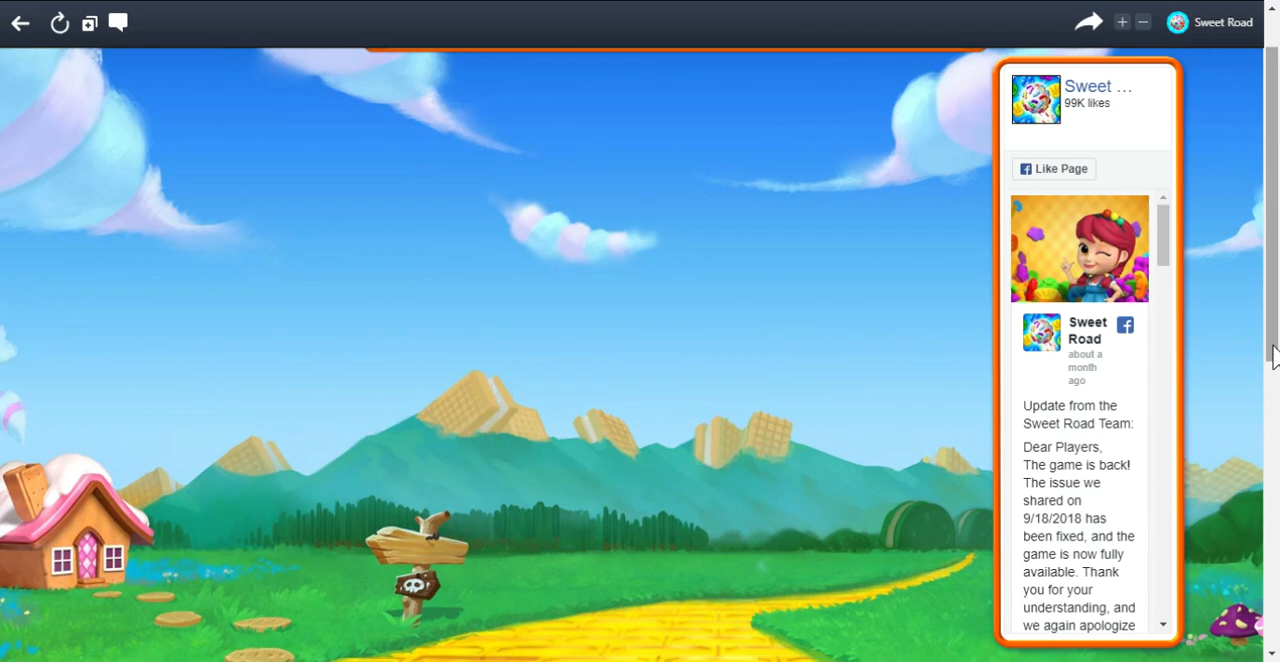 Sweet Road
Sweet ...
99K likes
Like Page
Sweet
Road
about a
month
ago
Update from the
Sweet Road Team:
Dear Players,
The game is back!
The issue we
shared on
9/18/2018 has
been fixed, and the
game is now fully
available. Thank
you for your
understanding, and
we again apologize